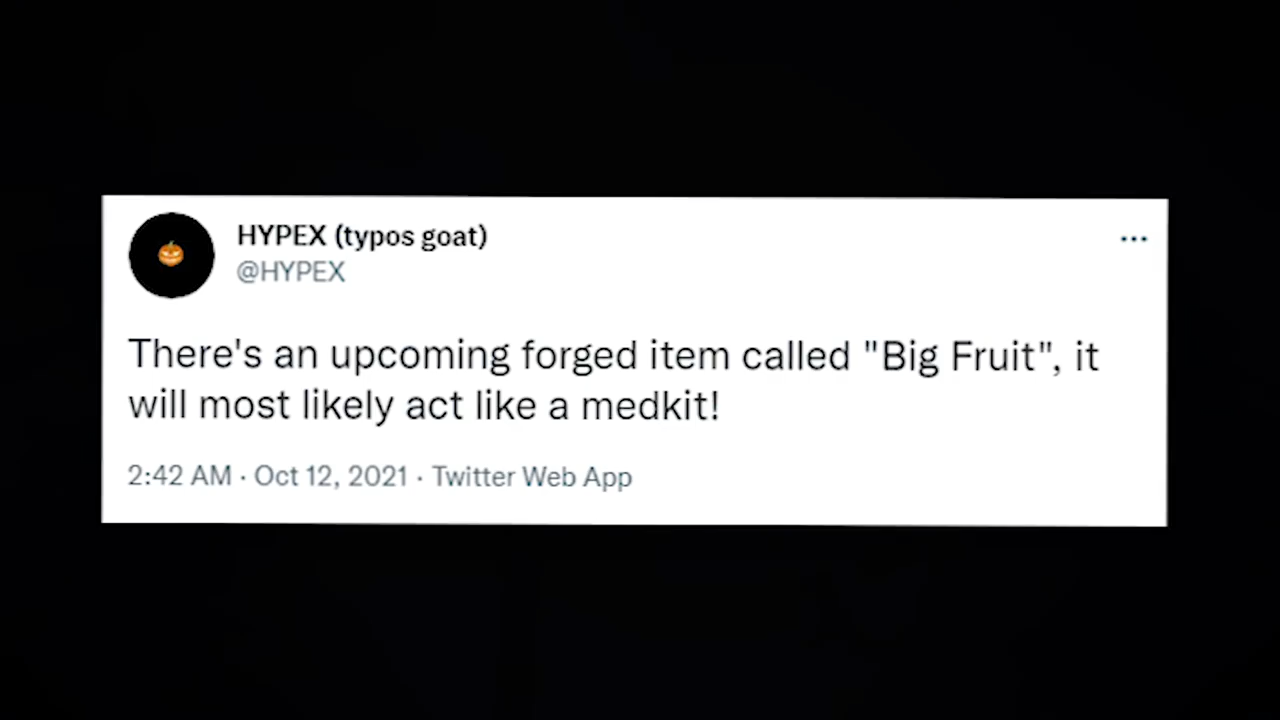 HYPEX (typos goat)
@HYPEX
There's an upcoming forged item called "Big Fruit", it
will most likely act like a medkit!
2:42 AM · Oct 12, 2021 · Twitter Web App